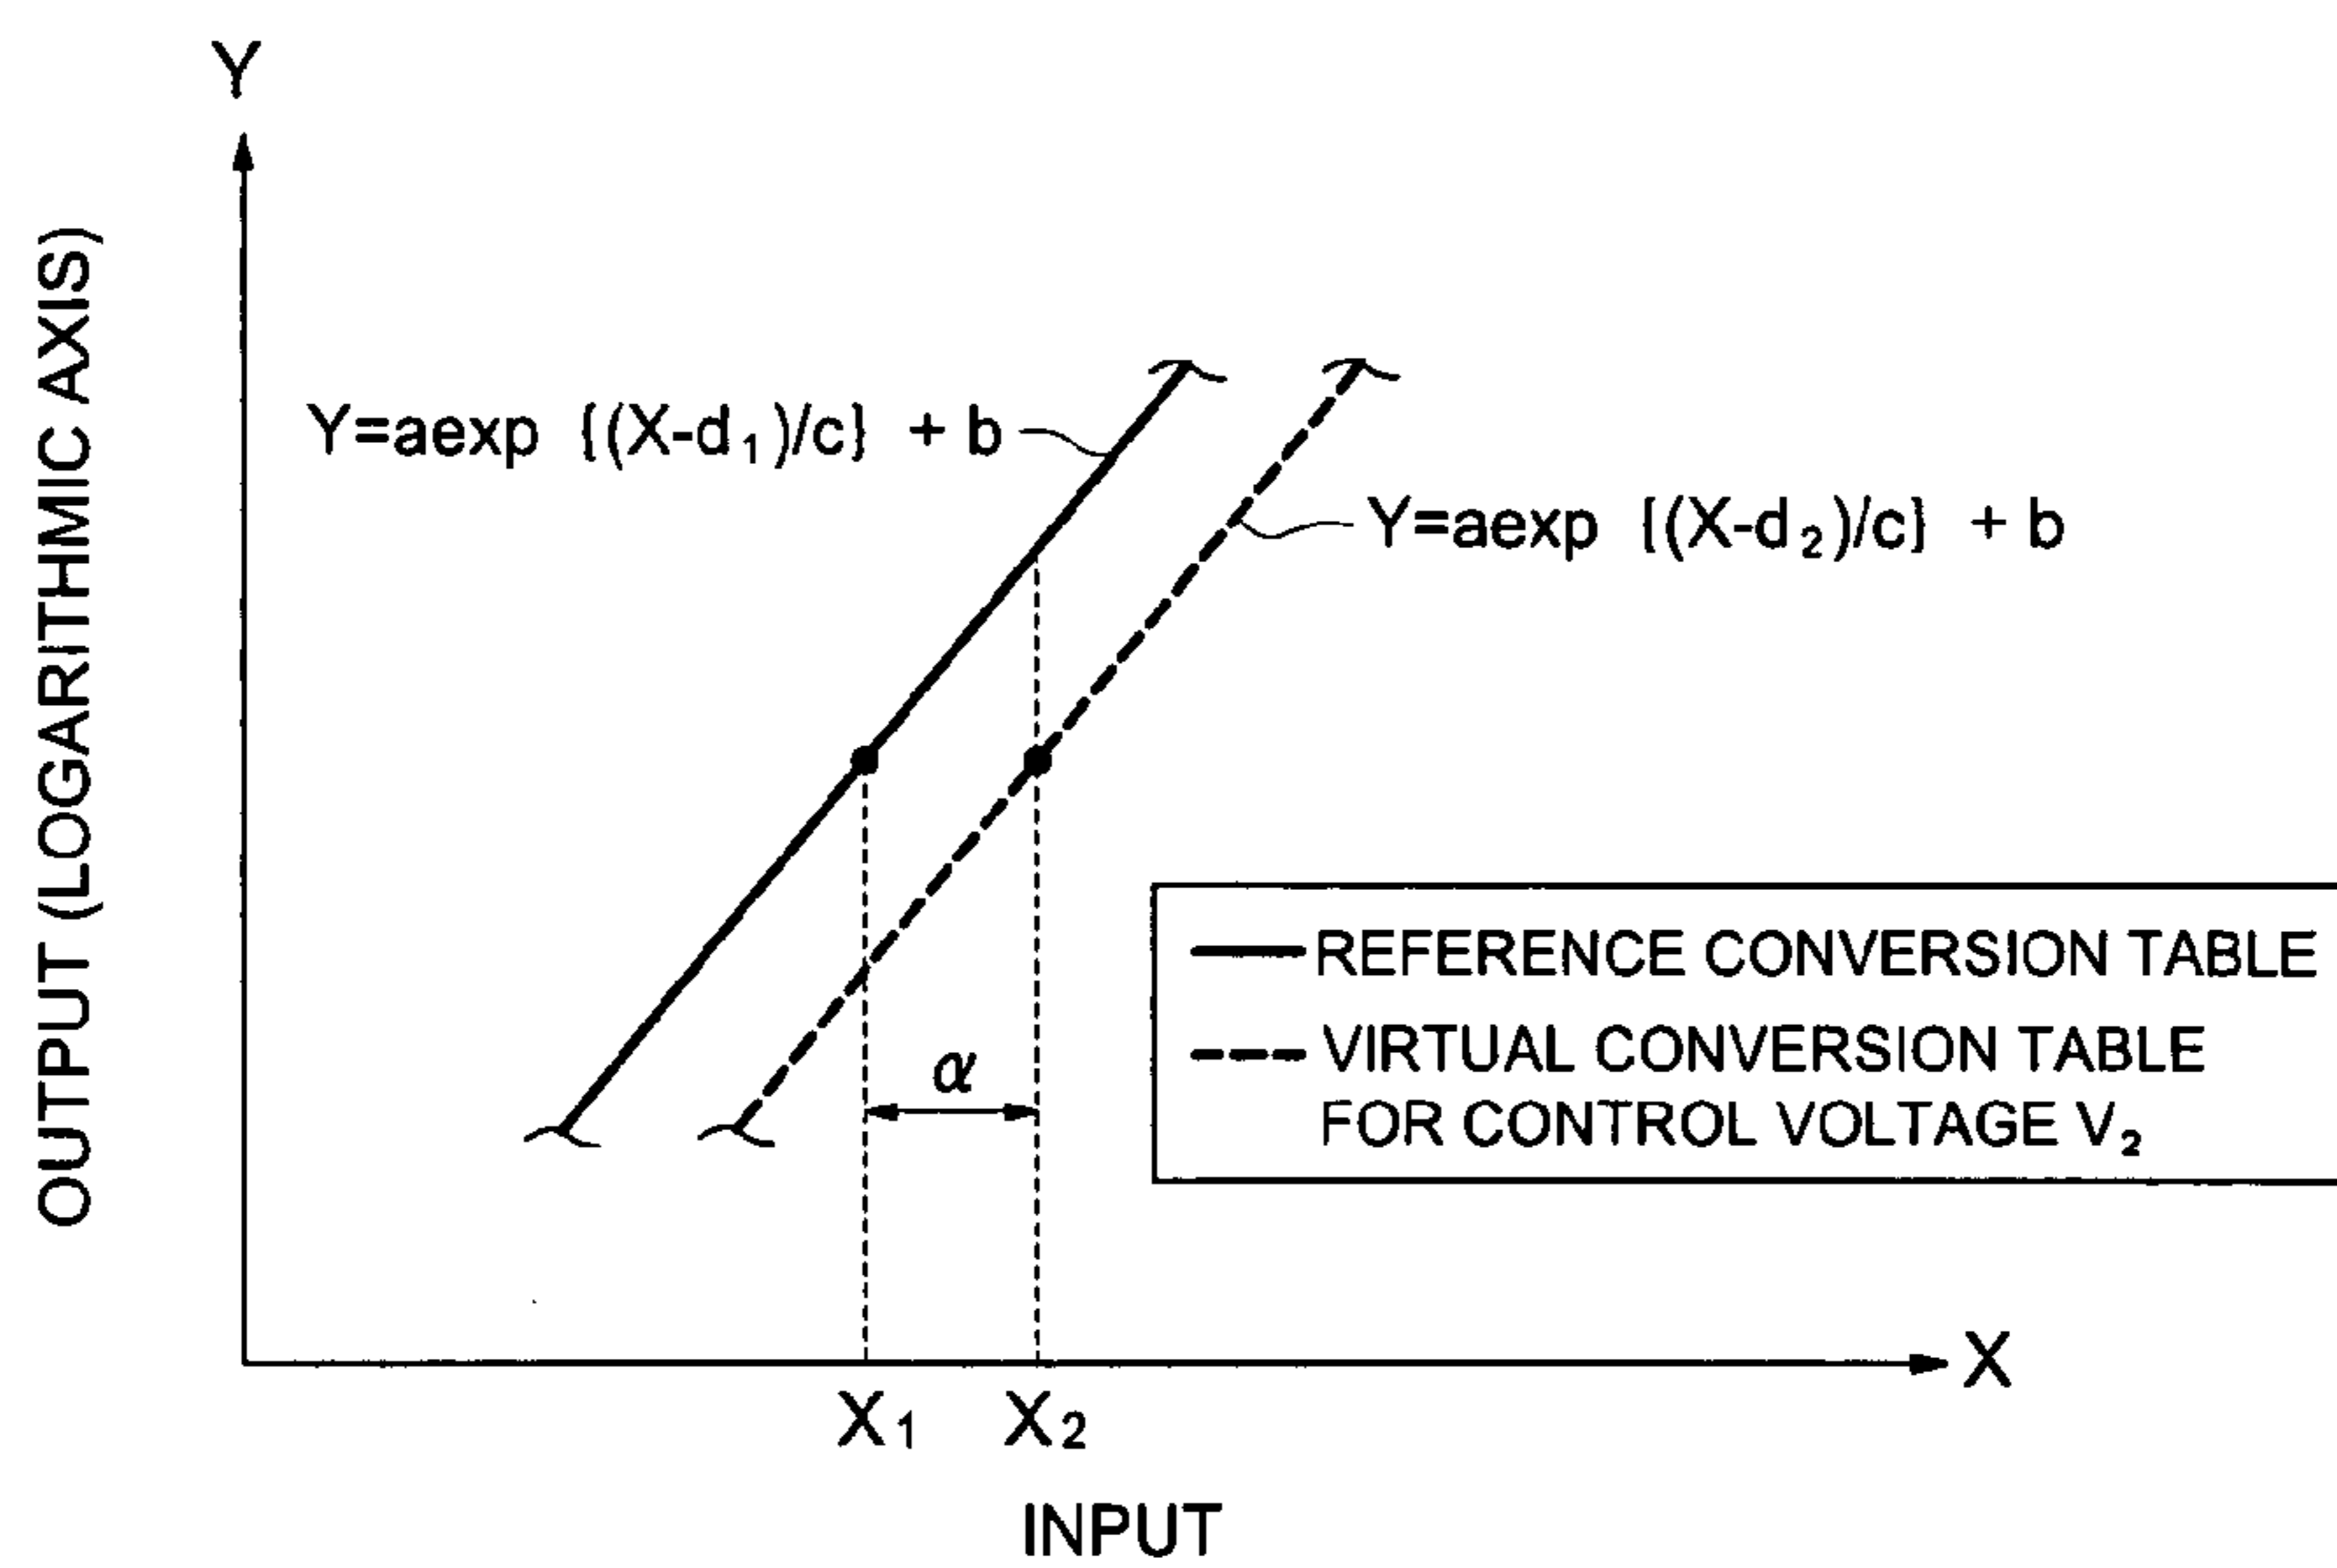 Y
OUTPUT (LOGARITHMIC AXIS)
Y=aexp {(X-d₁)/c} + b
Y=aexp {(X-d₂)/c} + b
REFERENCE CONVERSION TABLE
VIRTUAL CONVERSION TABLE
FOR CONTROL VOLTAGE V₂
α
X
X₁ X₂
INPUT